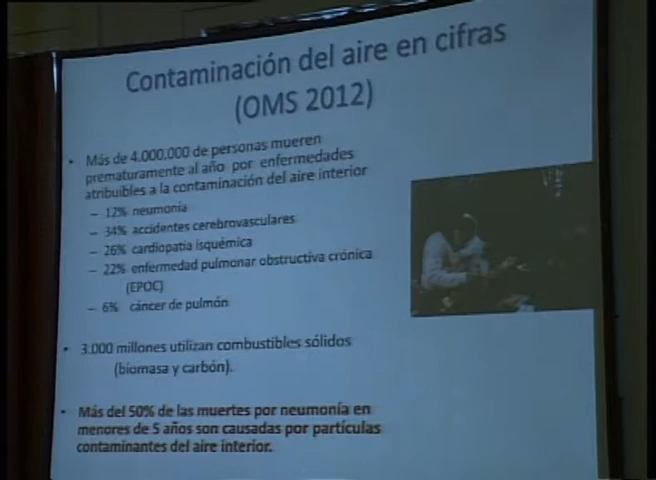 Contaminación del aire en cifras
(OMS 2012)
• Más de 4.000.000 de personas mueren
prematuramente al año por enfermedades
atribuibles a la contaminación del aire interior
– 12% neumonía
– 34% accidentes cerebrovasculares
– 26% cardiopatia isquémica
– 22% enfermedad pulmonar obstructiva crónica
(EPOC)
– 6% cáncer de pulmón
• 3.000 millones utilizan combustibles sólidos
(biomasa y carbón).
• Más del 50% de las muertes por neumonía en
menores de 5 años son causadas por partículas
contaminantes del aire interior.